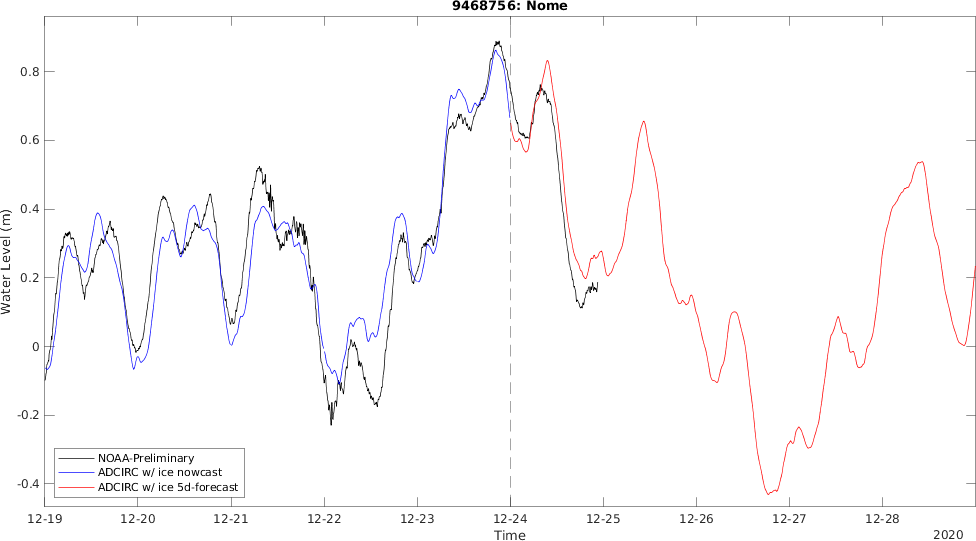 9468756: Nome
0.8
0.6
0.4
0.2
0
-0.2
-0.4
Water Level (m)
NOAA-Preliminary
ADCIRC w/ ice nowcast
ADCIRC w/ ice 5d-forecast
12-19 12-20 12-21 12-22 12-23 12-24 12-25 12-26 12-27 12-28
Time
2020